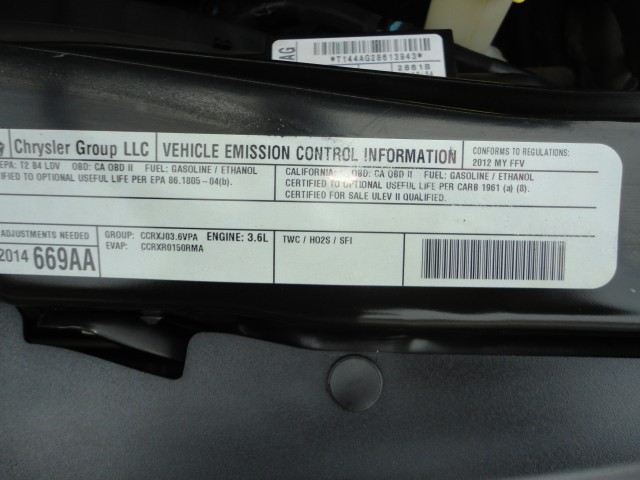 AG
*T144AG28613943*
2861B
Chrysler Group LLC
VEHICLE EMISSION CONTROL INFORMATION
CONFORMS TO REGULATIONS:
2012 MY FFV
EPA: T2 B4 LDV OBD: CA OBD II FUEL: GASOLINE / ETHANOL
TO OPTIONAL USEFUL LIFE PER EPA 86.1805-04(b).
CALIFORNIA: OBD: CA OBD II FUEL: GASOLINE / ETHANOL
TO OPTIONAL USEFUL LIFE PER CARB 1961 (a) (8).
CERTIFIED FOR SALE ULEV II QUALIFIED.
ADJUSTMENTS NEEDED
2014 669AA
GROUP: CCRXJ03.6VPA ENGINE: 3.6L
EVAP: CCRXR0150RMA
TWC / HO2S / SFI